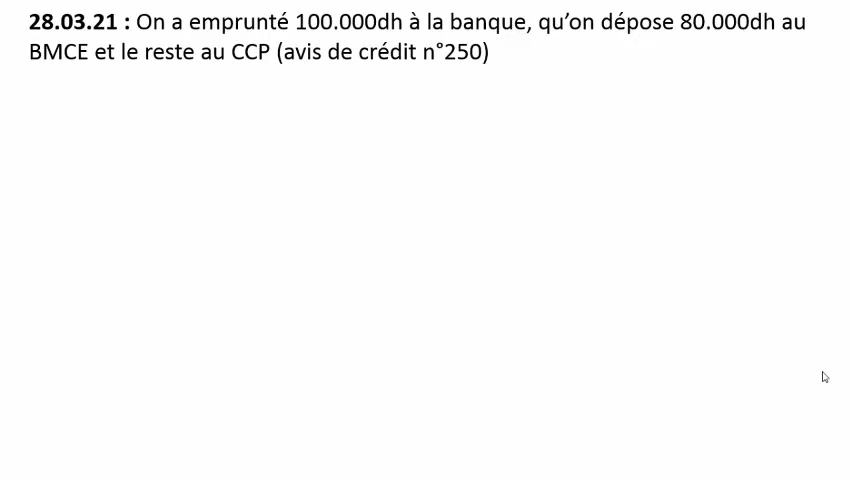 28.03.21 : On a emprunté 100.000dh à la banque, qu’on dépose 80.000dh au
BMCE et le reste au CCP (avis de crédit n°250)